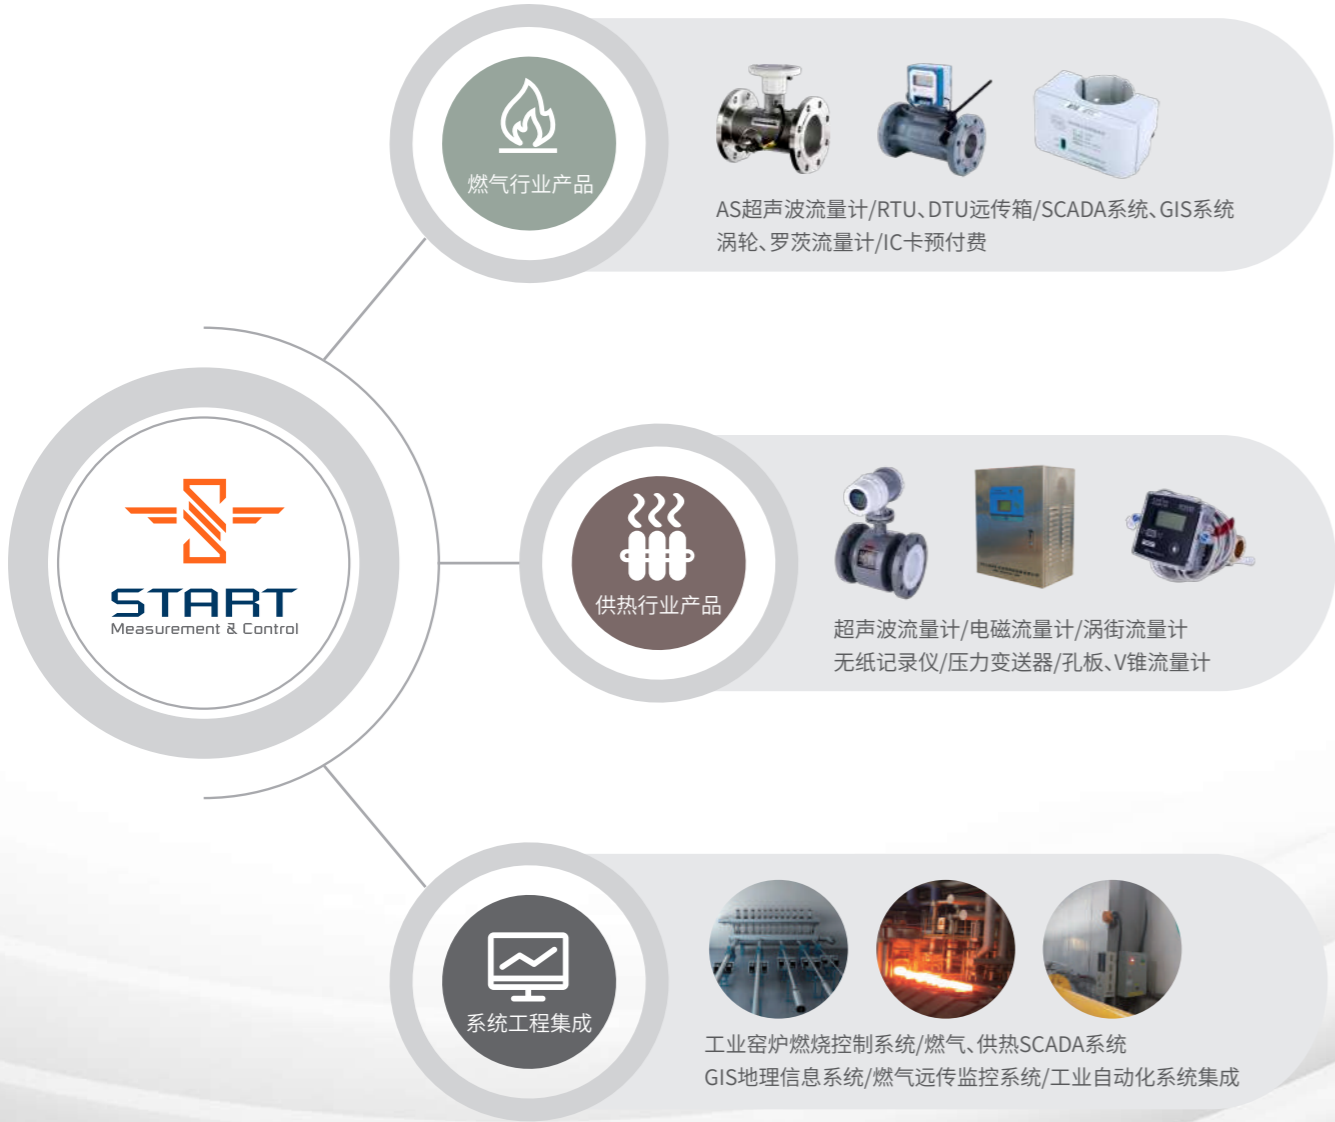 燃气行业产品
AS超声波流量计/RTU、DTU远传箱/SCADA系统、GIS系统
涡轮、罗茨流量计/IC卡预付费
START
Measurement & Control
供热行业产品
超声波流量计/电磁流量计/涡街流量计
无纸记录仪/压力变送器/孔板、V锥流量计
系统工程集成
工业窑炉燃烧控制系统/燃气、供热SCADA系统
GIS地理信息系统/燃气远传监控系统/工业自动化系统集成